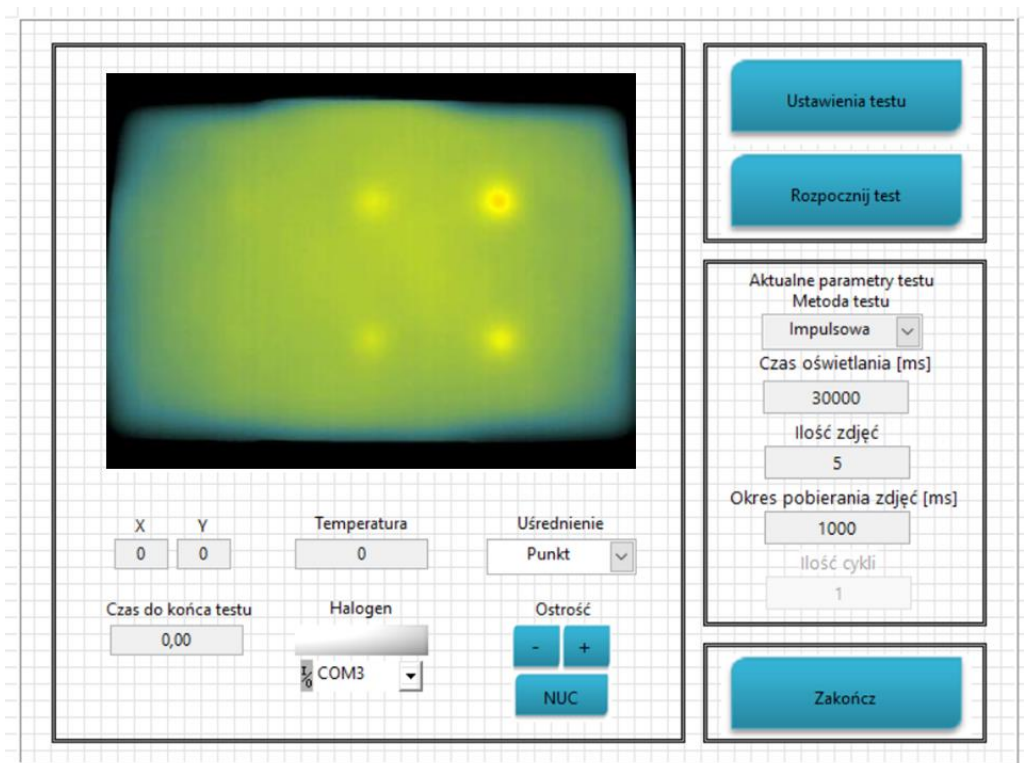 Ustawienia testu
Rozpocznij test
Aktualne parametry testu
Metoda testu
Impulsowa
Czas oświetlania [ms]
30000
Ilość zdjęć
5
Okres pobierania zdjęć [ms]
1000
Ilość cykli
1
X Y Temperatura Uśrednienie
0 0 0 Punkt
Czas do końca testu Halogen Ostrość
0,00 - +
I/O COM3
NUC
Zakończ